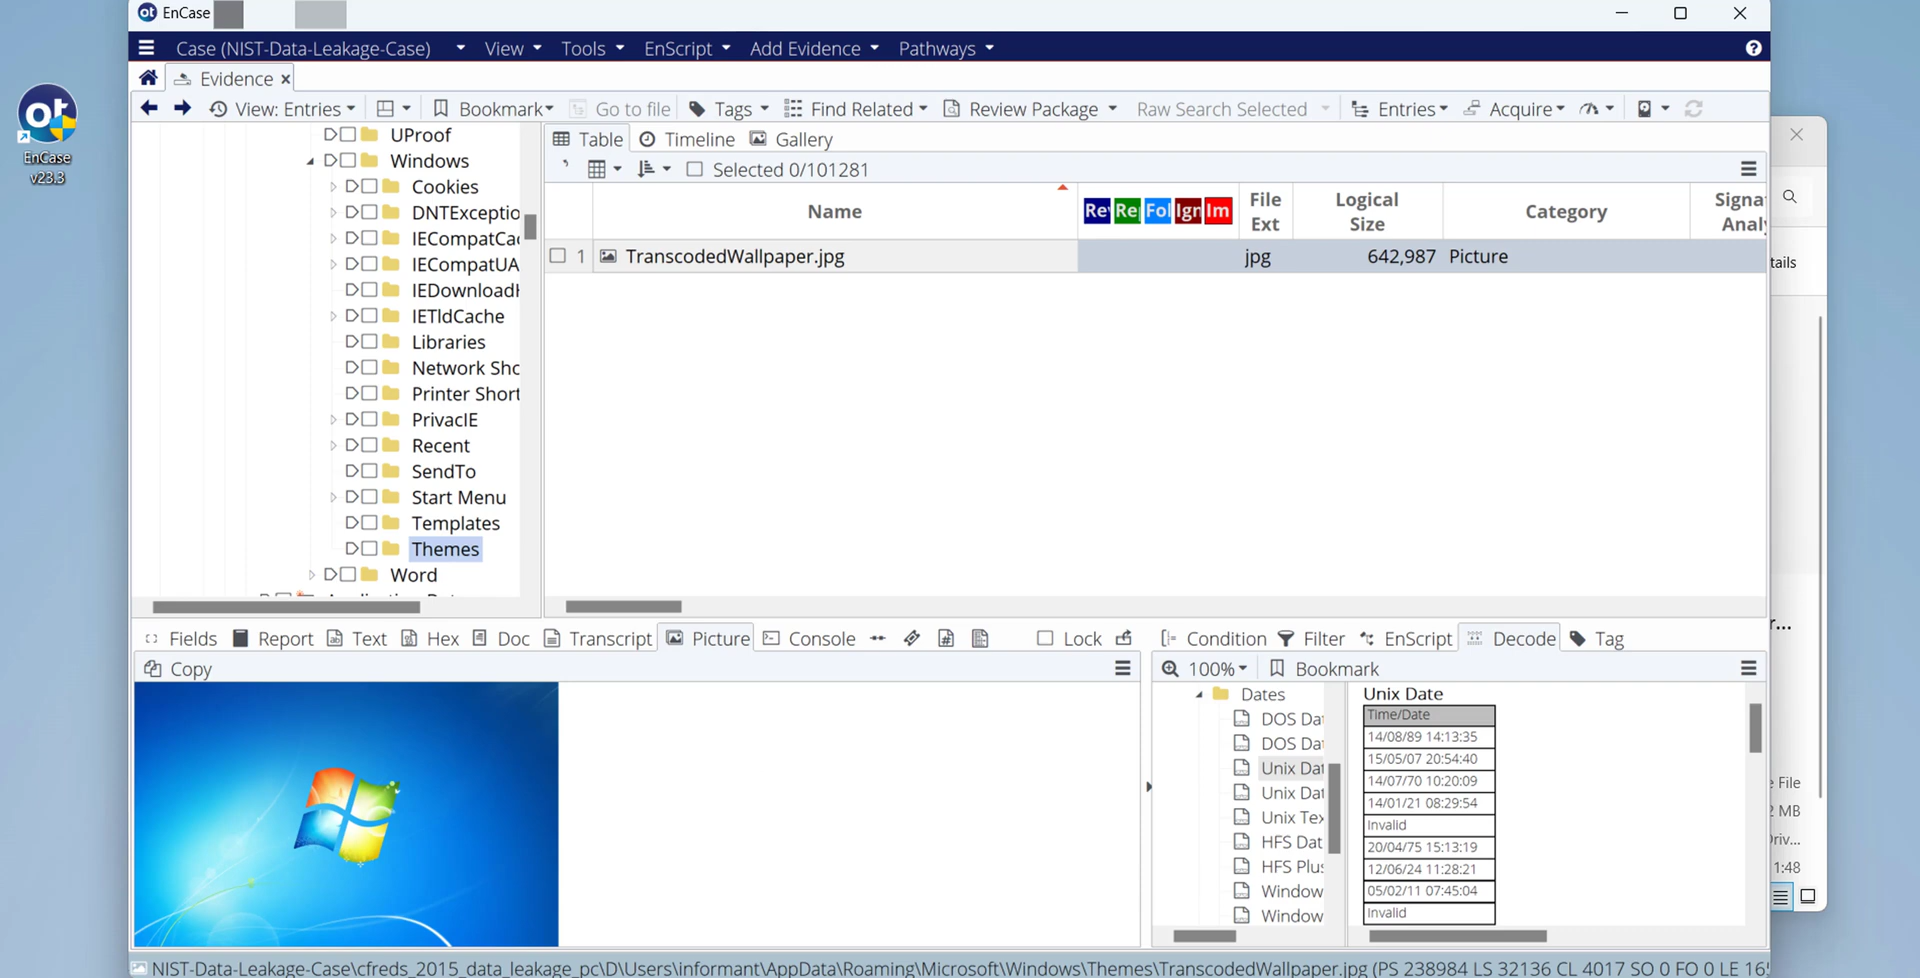 EnCase
Case (NIST-Data-Leakage-Case) View Tools EnScript Add Evidence Pathways ?
Evidence
View: Entries Bookmark Go to file Tags Find Related Review Package Raw Search Selected Entries Acquire
EnCase
v23.3
UProof
Windows
Cookies
DNTExceptio
IECompatCac
IECompatUA
IEDownloadH
IETldCache
Libraries
Network Sho
Printer Short
PrivacIE
Recent
SendTo
Start Menu
Templates
Themes
Word
Table Timeline Gallery
Selected 0/101281
Name Re Fol Ign Im File Ext Logical Size Category Signa Analy
1 TranscodedWallpaper.jpg jpg 642,987 Picture
tails
Fields Report Text Hex Doc Transcript Picture Console Lock
Condition Filter EnScript Decode Tag
Copy
100% Bookmark
Dates
DOS Dat
DOS Dat
Unix Dat
Unix Dat
Unix Tex
HFS Dat
HFS Plus
Window
Window
Unix Date
Time/Date
14/08/89 14:13:35
15/05/07 20:54:40
14/07/70 10:20:09
14/01/21 08:29:54
Invalid
20/04/75 15:13:19
12/06/24 11:28:21
05/02/11 07:45:04
Invalid
r...
e File
2 MB
Driv...
1:48
NIST-Data-Leakage-Case\cfreds_2015_data_leakage_pc\D\Users\informant\AppData\Roaming\Microsoft\Windows\Themes\TranscodedWallpaper.jpg (PS 238984 LS 32136 CL 4017 SO 0 FO 0 LE 16